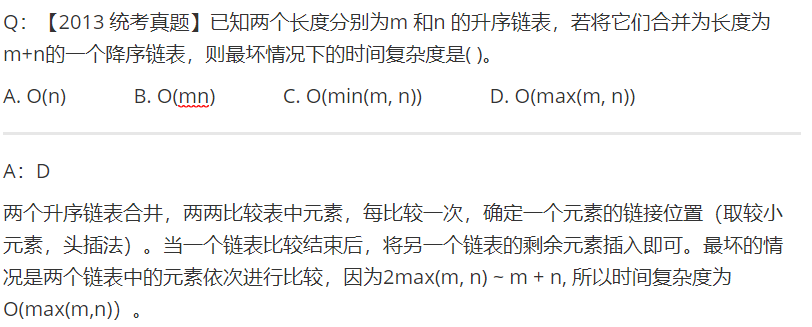 Q：【2013 统考真题】已知两个长度分别为m 和n 的升序链表，若将它们合并为长度为
m+n的一个降序链表，则最坏情况下的时间复杂度是( )。
A. O(n) B. O(mn) C. O(min(m, n)) D. O(max(m, n))
A：D
两个升序链表合井，两两比较表中元素，每比较一次，确定一个元素的链接位置（取较小
元素，头插法）。当一个链表比较结束后，将另一个链表的剩余元素插入即可。最坏的情
况是两个链表中的元素依次进行比较，因为2max(m, n) ~ m + n, 所以时间复杂度为
O(max(m,n)）。